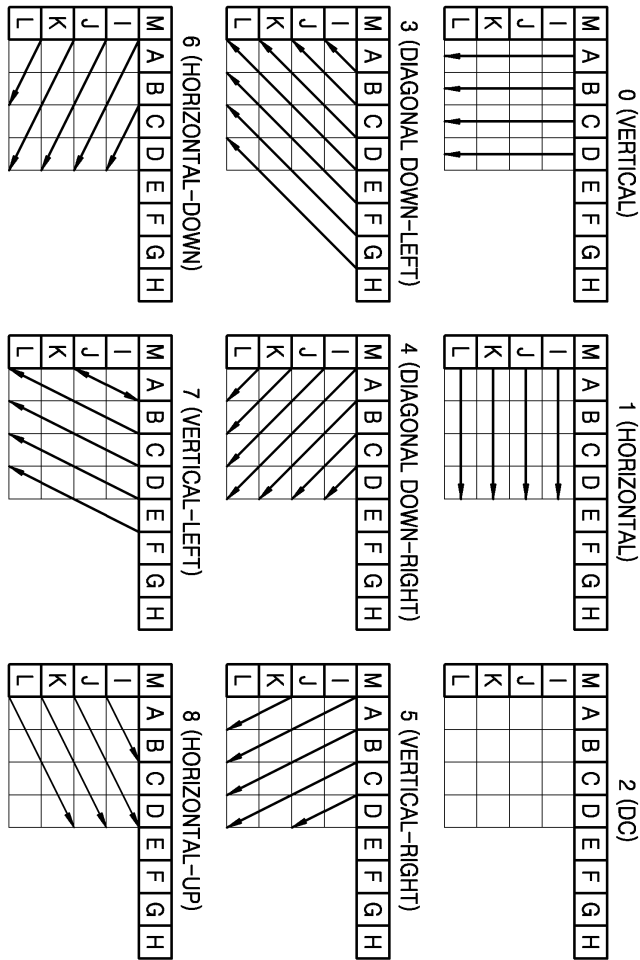 0 (VERTICAL) 1 (HORIZONTAL) 2 (DC)
M A B C D E F G H M A B C D E F G H M A B C D E F G H
I I I
J J J
K K K
L L L
3 (DIAGONAL DOWN-LEFT) 4 (DIAGONAL DOWN-RIGHT) 5 (VERTICAL-RIGHT)
M A B C D E F G H M A B C D E F G H M A B C D E F G H
I I I
J J J
K K K
L L L
6 (HORIZONTAL-DOWN) 7 (VERTICAL-LEFT) 8 (HORIZONTAL-UP)
M A B C D E F G H M A B C D E F G H M A B C D E F G H
I I I
J J J
K K K
L L L